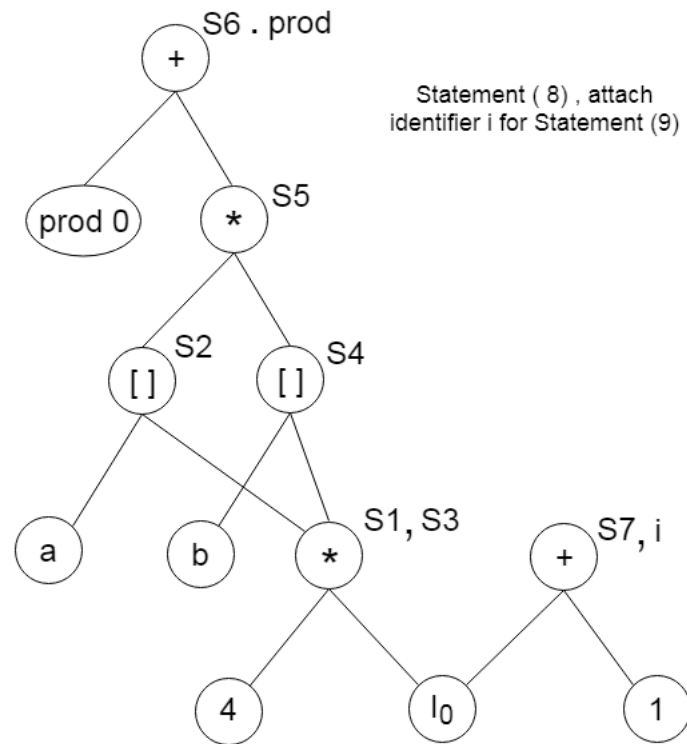 S6 . prod
+
Statement ( 8) , attach
identifier i for Statement (9)
prod 0
*
S5
[ ]
S2
[ ]
S4
a
b
*
S1, S3
+
S7, i
4
I0
1